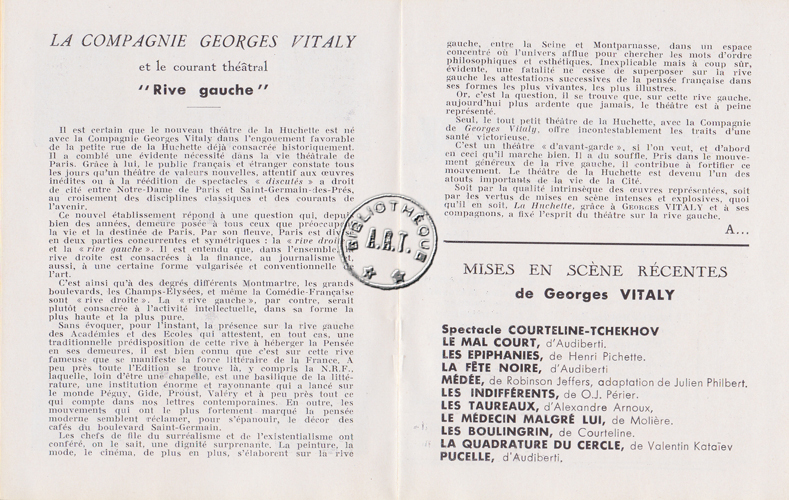 LA COMPAGNIE GEORGES VITALY
et le courant théâtral
"Rive gauche"
Il est certain que le nouveau théâtre de la Huchette est né
avec la Compagnie Georges Vitaly dans l'engouement favorable
de la petite rue de la Huchette déjà consacrée historiquement.
Il a comblé une évidente nécessité dans la vie théâtrale de
Paris. Grâce à lui, le public français et étranger constate tous
les jours qu'un théâtre de valeurs nouvelles, attentif aux œuvres
inédites ou à la réédition de spectacles « discutés » a droit
de cité entre Notre-Dame de Paris et Saint-Germain-des-Prés,
au croisement des disciplines classiques et des courants de
l'avenir.
Ce nouvel établissement répond à une question qui, depuis
bien des années, demeure posée à tous ceux que préoccupe
la vie et la destinée de Paris. Par son fleuve, Paris est
en deux parties concurrentes et symétriques : la « rive droite
et la « rive gauche ». Il est entendu que, dans l'ensemble,
rive droite est consacrées à la finance, au journalisme et,
aussi, à une certaine forme vulgarisée et conventionnelle de
l'art.
C'est ainsi qu'à des degrés différents Montmartre, les grands
boulevards, les Champs-Elysées, et même la Comédie-Française
sont « rive droite ». La « rive gauche », par contre, serait
plutôt consacrée à l'activité intellectuelle, dans sa forme la
plus haute et la plus pure.
Sans évoquer, pour l'instant, la présence sur la rive gauche
des Académies et des Ecoles qui attestent, en tout cas, une
traditionnelle prédisposition de cette rive à héberger la Pensée
en ses demeures, il est bien connu que c'est sur cette rive
fameuse que se manifeste la force littéraire de la France. A
peu près toute l'Edition se trouve là, y compris la N.R.F.,
laquelle, loin d'être une chapelle, est une basilique de la litté-
rature, une institution énorme et rayonnante qui a lancé sur
le monde Péguy, Gide, Proust, Valéry et à peu près tout ce
qui compte dans nos lettres contemporaines. En outre, les
mouvements qui ont le plus fortement marqué la pensée
moderne semblent réclamer, pour s'épanouir, le décor des
cafés du boulevard Saint-Germain.
Les chefs de file du surréalisme et de l'existentialisme ont
conféré, on le sait, une dignité surprenante. La peinture, la
mode, le cinéma, de plus en plus, s'élaborent sur la rive
gauche, entre la Seine et Montparnasse, dans un espace
concentré où l'univers afflue pour chercher les mots d'ordre
philosophiques et esthétiques. Inexplicable mais à coup sûr,
évidente, une fatalité ne cesse de superposer sur la rive
gauche les attestations successives de la pensée française dans
ses formes les plus vivantes, les plus illustres.
Or, c'est la question, il se trouve que, sur cette rive gauche,
aujourd'hui plus ardente que jamais, le théâtre est à peine
représenté.
Seul, le tout petit théâtre de la Huchette, avec la Compagnie
de Georges Vitaly, offre incontestablement les traits d'une
santé victorieuse.
C'est un théâtre « d'avant-garde », si l'on veut, et d'abord
en ceci qu'il marche bien. Il a du souffle. Pris dans le mouve-
ment généreux de la rive gauche, il contribue à fortifier ce
mouvement. Le théâtre de la Huchette est devenu l'un des
atouts importants de la vie de la Cité.
Soit par la qualité intrinsèque des œuvres représentées, soit
par les vertus de mises en scène intenses et explosives, quoi
qu'il en soit, La Huchette, grâce à GEORGES VITALY et à ses
compagnons, a fixé l'esprit du théâtre sur la rive gauche.
A...
BIBLIOTHÈQUE
A.R.T.
MISES EN SCÈNE RÉCENTES
de Georges VITALY
Spectacle COURTELINE-TCHEKHOV
LE MAL COURT, d'Audiberti.
LES EPIPHANIES, de Henri Pichette.
LA FÊTE NOIRE, d'Audiberti
MÉDÉE, de Robinson Jeffers, adaptation de Julien Philbert.
LES INDIFFÉRENTS, de O.J. Périer.
LES TAUREAUX, d'Alexandre Arnoux,
LE MÉDECIN MALGRÉ LUI, de Molière.
LES BOULINGRIN, de Courteline.
LA QUADRATURE DU CERCLE, de Valentin Kataïev
PUCELLE, d'Audiberti.